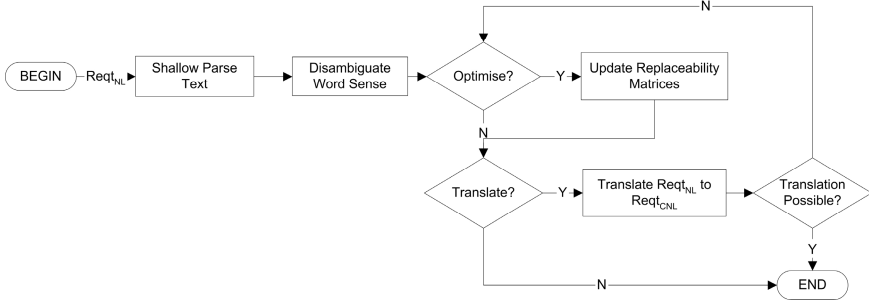 N
BEGIN
Reqt_NL
Shallow Parse
Text
Disambiguate
Word Sense
Optimise?
Y
Update Replaceability
Matrices
N
Translate?
Y
Translate Reqt_NL to
Reqt_CNL
Translation
Possible?
Y
N
END